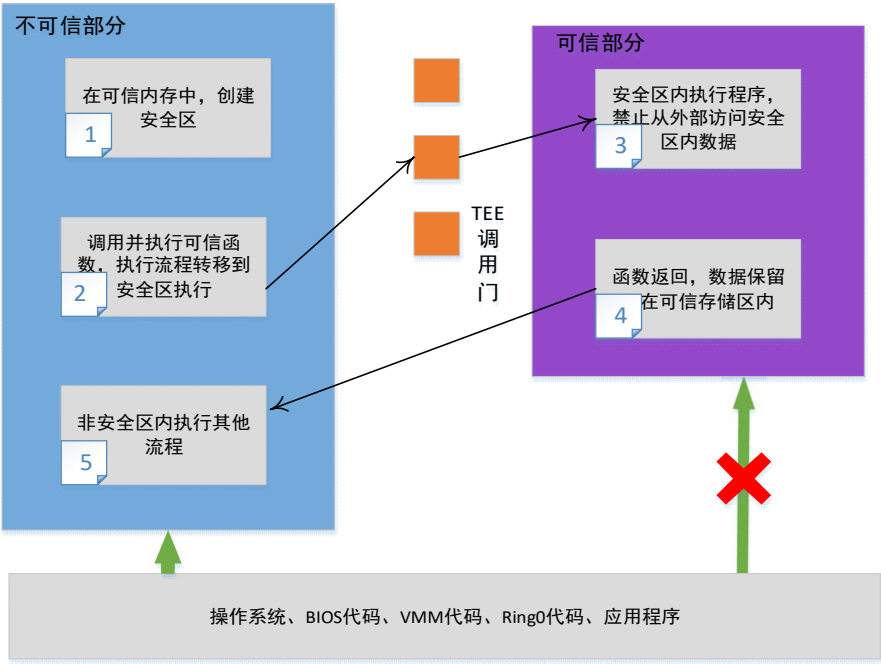 不可信部分
在可信内存中，创建
安全区
1
调用并执行可信函
数，执行流程转移到
安全区执行
2
非安全区内执行其他
流程
5
TEE
调
用
门
可信部分
安全区内执行程序，
禁止从外部访问安全
区内数据
3
函数返回，数据保留
在可信存储区内
4
操作系统、BIOS代码、VMM代码、Ring0代码、应用程序